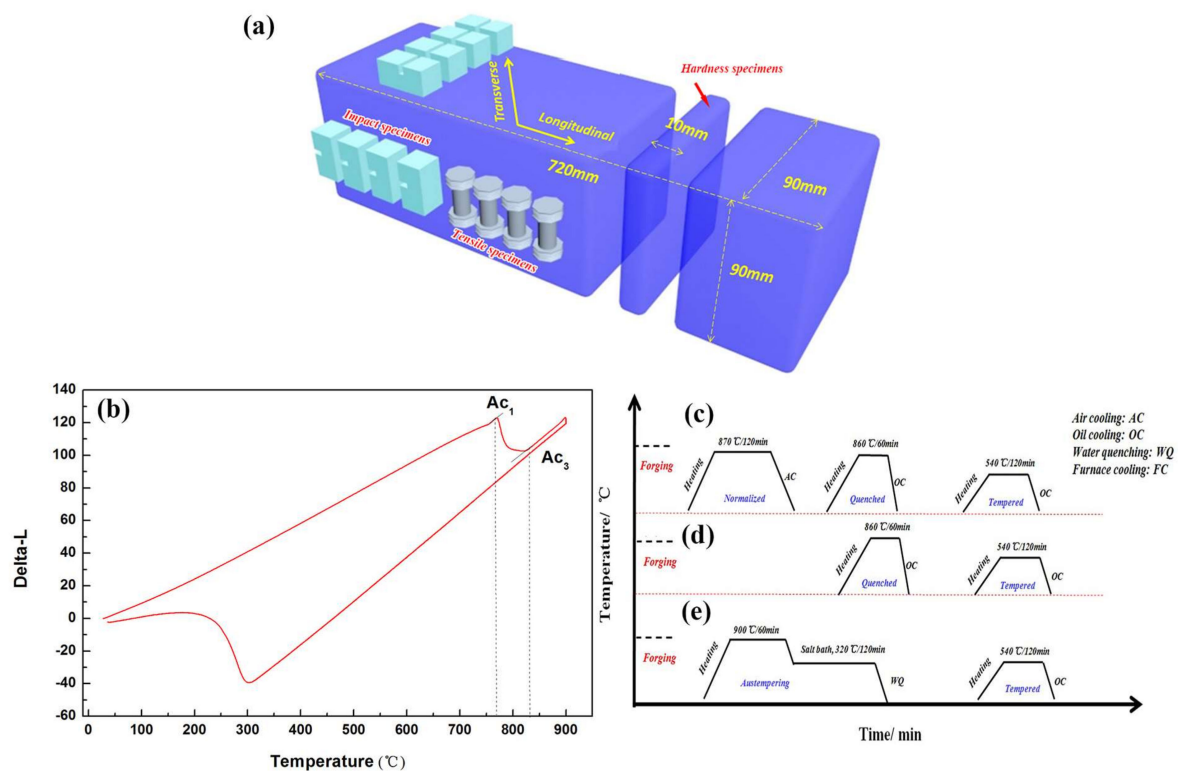 (a)
Hardness specimens
Transverse
Longitudinal
10mm
Impact specimens
720mm
90mm
Tensile specimens
90mm
(b)
140
120
100
80
60
40
20
0
-20
-40
-60
Delta-L
Ac1
Ac3
0 100 200 300 400 500 600 700 800 900
Temperature (℃)
Temperature/ ℃
(c)
Air cooling: AC
Oil cooling: OC
Water quenching: WQ
Furnace cooling: FC
Forging
Heating
870 ℃/120min
AC
Normalized
Heating
860 ℃/60min
OC
Quenched
Heating
540 ℃/120min
OC
Tempered
(d)
Forging
Heating
860 ℃/60min
OC
Quenched
Heating
540 ℃/120min
OC
Tempered
(e)
Forging
Heating
900 ℃/60min
Salt bath, 320 ℃/120min
WQ
Austempering
Heating
540 ℃/120min
OC
Tempered
Time/ min